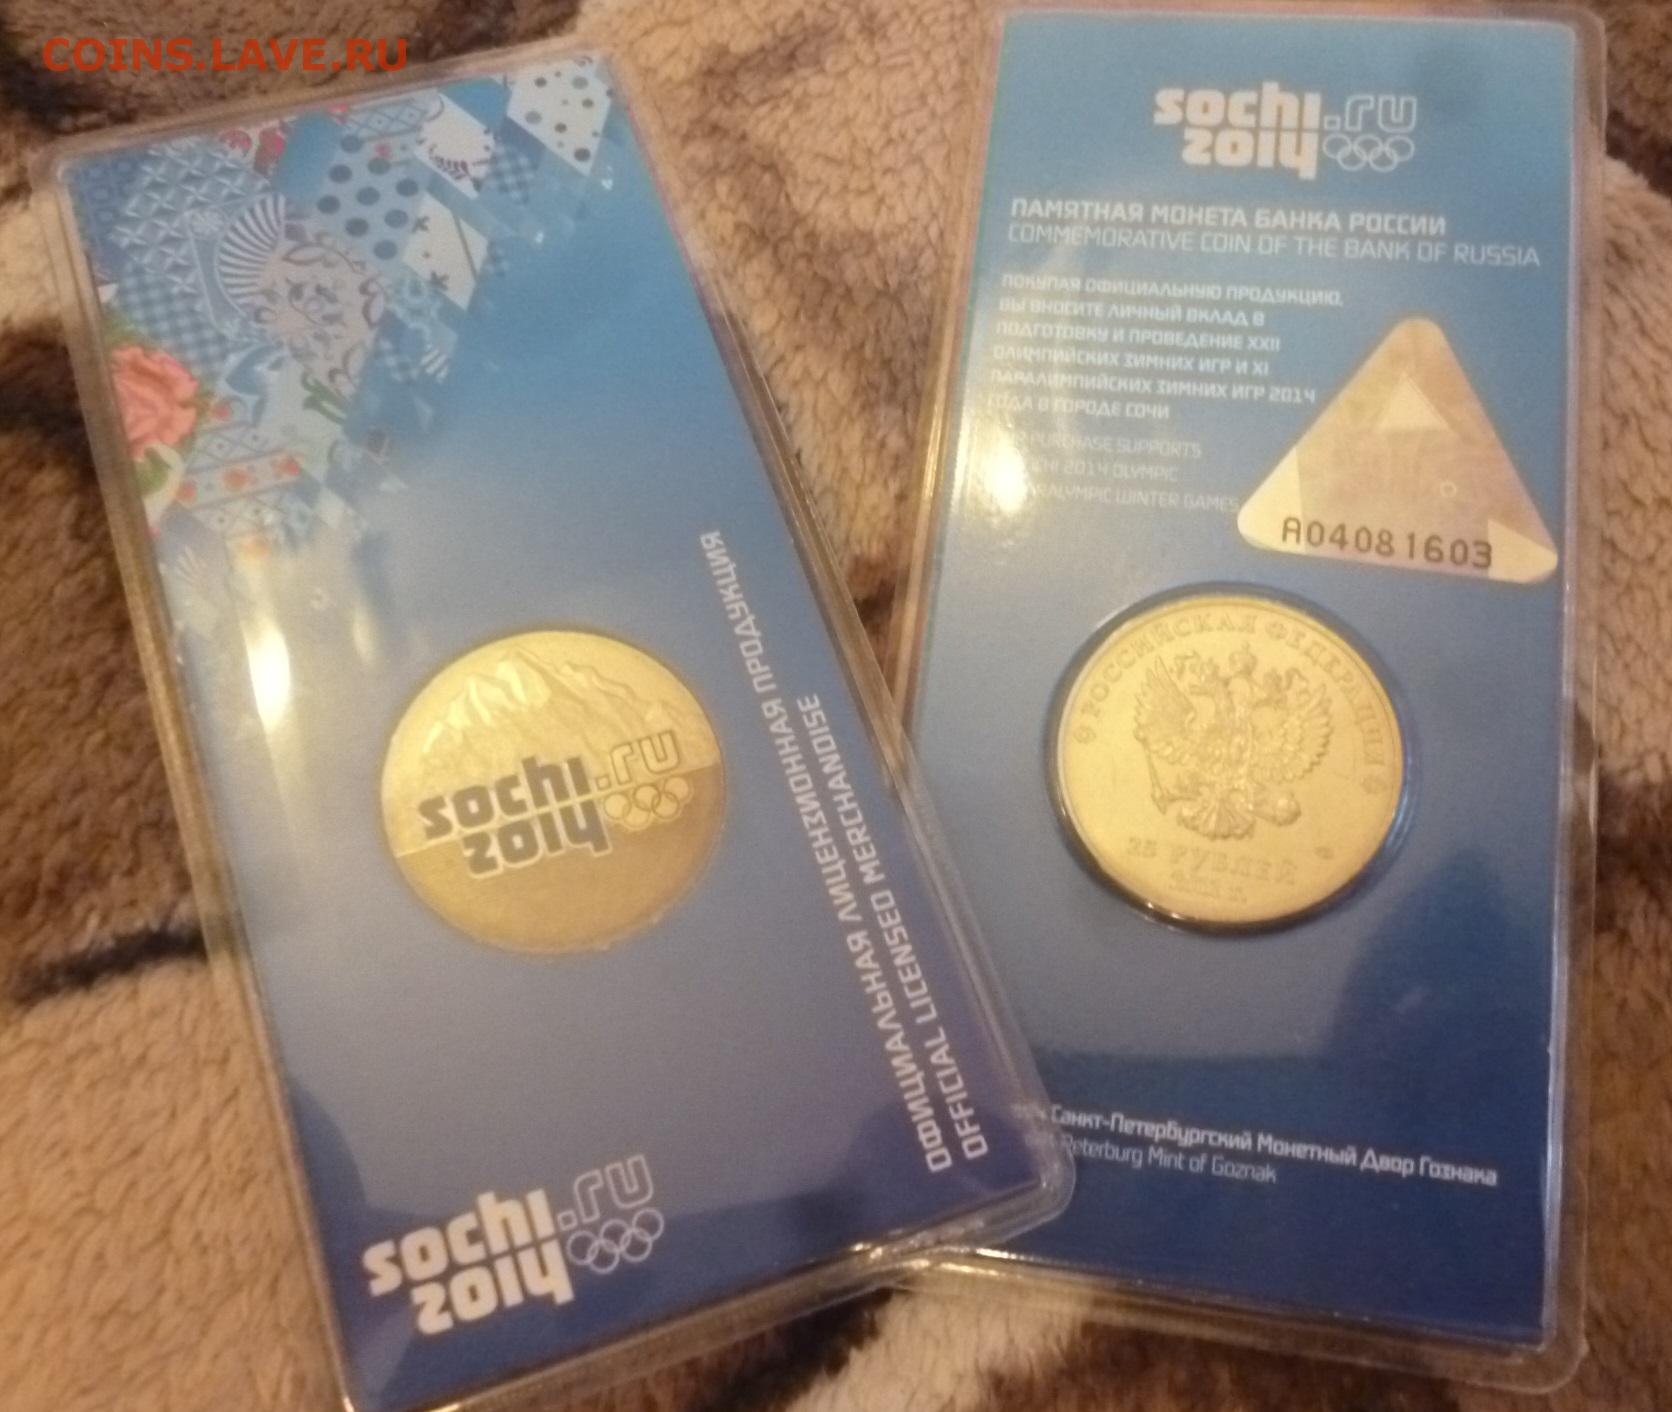 COINS.LAVE.RU
ОФИЦИАЛЬНАЯ ЛИЦЕНЗИОННАЯ ПРОДУКЦИЯ
OFFICIAL LICENSED MERCHANDISE
sochi.ru
2014
sochi.ru
2014
sochi.ru
2014
ПАМЯТНАЯ МОНЕТА БАНКА РОССИИ
COMMEMORATIVE COIN OF THE BANK OF RUSSIA
ПОКУПАЯ ОФИЦИАЛЬНУЮ ПРОДУКЦИЮ,
ВЫ ВНОСИТЕ ЛИЧНЫЙ ВКЛАД В
ПОДГОТОВКУ И ПРОВЕДЕНИЕ XXII
ОЛИМПИЙСКИХ ЗИМНИХ ИГР И XI
ПАРАЛИМПИЙСКИХ ЗИМНИХ ИГР 2014
ГОДА В ГОРОДЕ СОЧИ
PURCHASE SUPPORTS
2014 OLYMPIC
WINTER GAMES
A04081603
РОССИЙСКАЯ ФЕДЕРАЦИЯ
25 РУБЛЕЙ
Санкт-Петербургский Монетный Двор Гознака
Peterburg Mint of Goznak